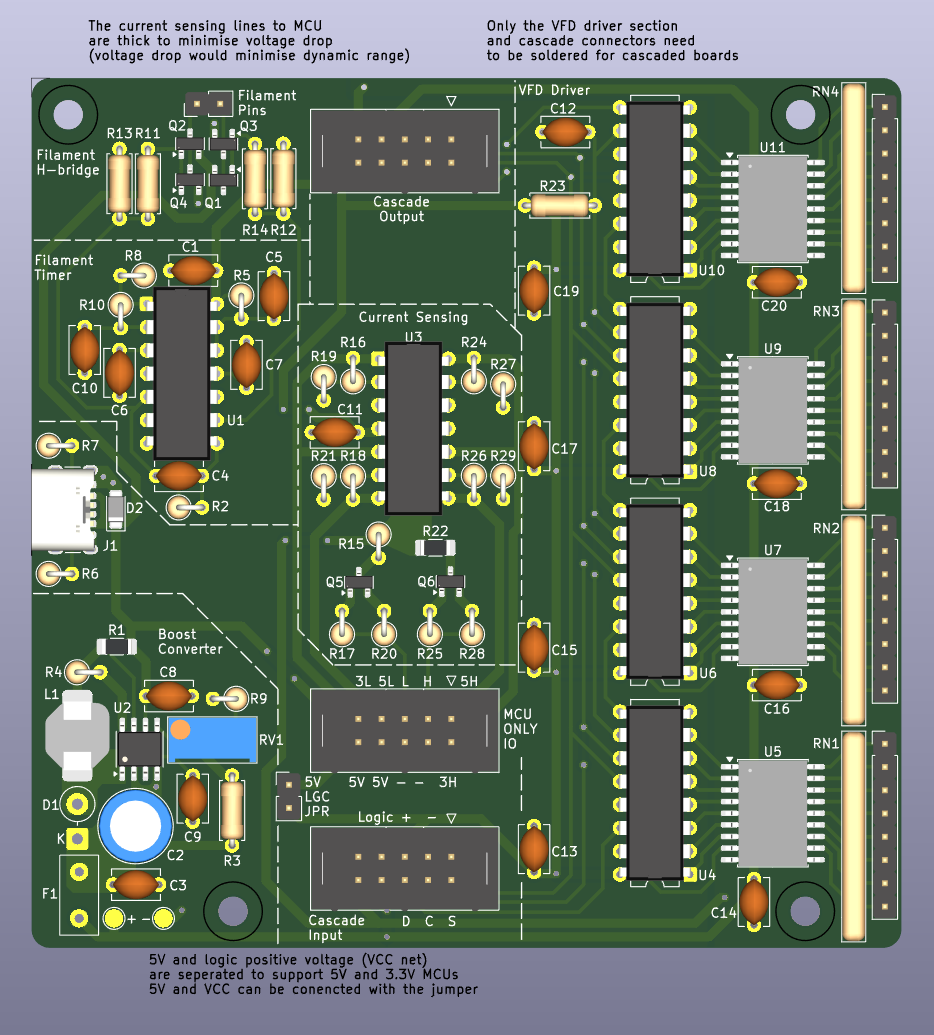 The current sensing lines to MCU
are thick to minimise voltage drop
(voltage drop would minimise dynamic range)
Only the VFD driver section
and cascade connectors need
to be soldered for cascaded boards
VFD Driver
RN4
Filament
Pins
C12
Q2
Q3
R13
R11
U11
Filament
H-bridge
R23
Q4
Q1
Cascade
Output
R14
R12
C1
Filament
Timer
R8
C5
R5
U10
C19
C20
R10
RN3
Current Sensing
U3
R16
R24
U9
R19
R27
C10
C7
C6
C11
U1
R7
C17
R21
R18
R26
R29
C4
U8
C18
D2
R2
RN2
R22
J1
R15
U7
R6
Q5
Q6
R1
Boost
Converter
R17
R20
R25
R28
C15
R4
C8
3L 5L L H ▽ 5H
U6
L1
R9
C16
U2
MCU
ONLY
IO
RV1
RN1
U5
5V
5V 5V - - 3H
LGC
JPR
D1
Logic + - ▽
K
C9
C2
R3
C13
C3
U4
F1
C14
+ -
Cascade
Input
D C S
5V and logic positive voltage (VCC net)
are seperated to support 5V and 3.3V MCUs
5V and VCC can be conencted with the jumper